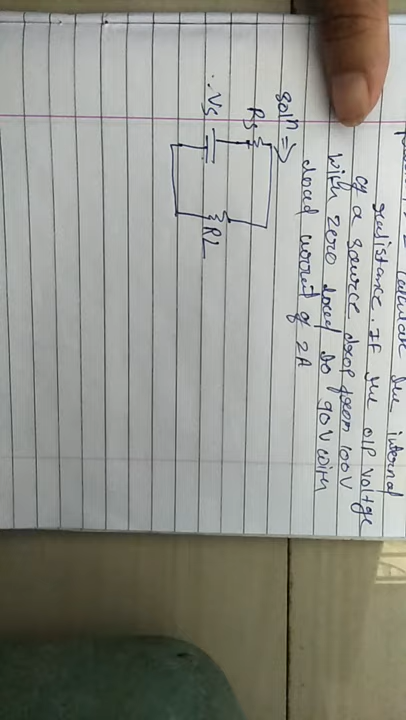 = Calculate the internal
resistance. If the o/p voltge
of a source drop from 100V
with zero load to 90V with
load current of 2A
Soln =>
Rs
Vs
RL